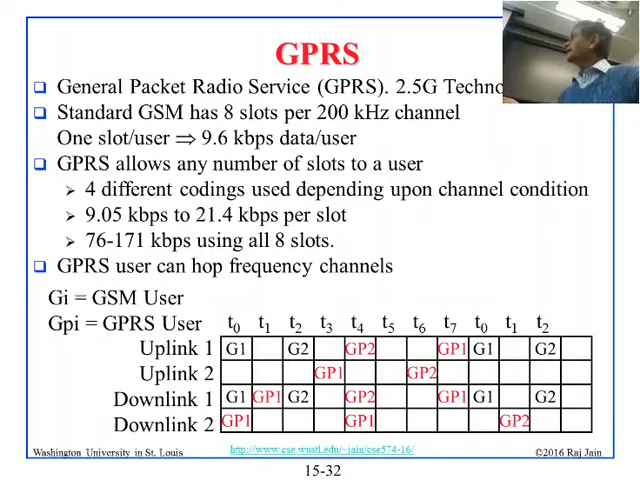 GPRS
General Packet Radio Service (GPRS). 2.5G
Standard GSM has 8 slots per 200 kHz channel
One slot/user ⇒ 9.6 kbps data/user
GPRS allows any number of slots to a user
4 different codings used depending upon channel condition
9.05 kbps to 21.4 kbps per slot
76-171 kbps using all 8 slots.
GPRS user can hop frequency channels
Gi = GSM User
Gpi = GPRS User t0 t1 t2 t3 t4 t5 t6 t7 t0 t1 t2
Uplink 1 G1 G2 GP2 GP1 G1 G2
Uplink 2 GP1 GP2
Downlink 1 G1 GP1 G2 GP2 GP1 G1 G2
Downlink 2 GP1 GP1 GP2
Washington University in St. Louis http://www.cse.wustl.edu/~jain/cse574-16/ ©2016 Raj Jain
15-32